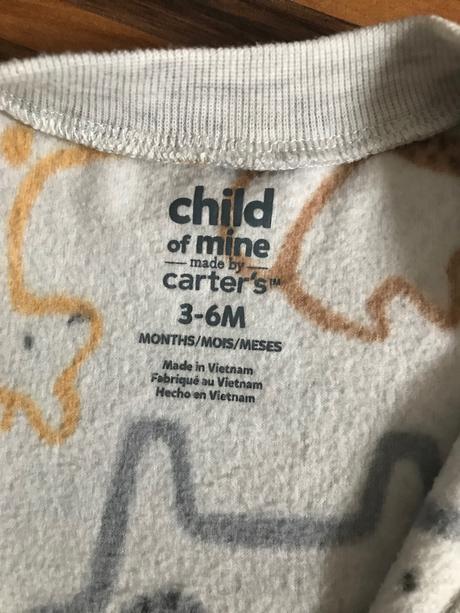 child
of mine
made by
carter's™
3-6M
MONTHS/MOIS/MESES
Made in Vietnam
Fabriqué au Vietnam
Hecho en Vietnam